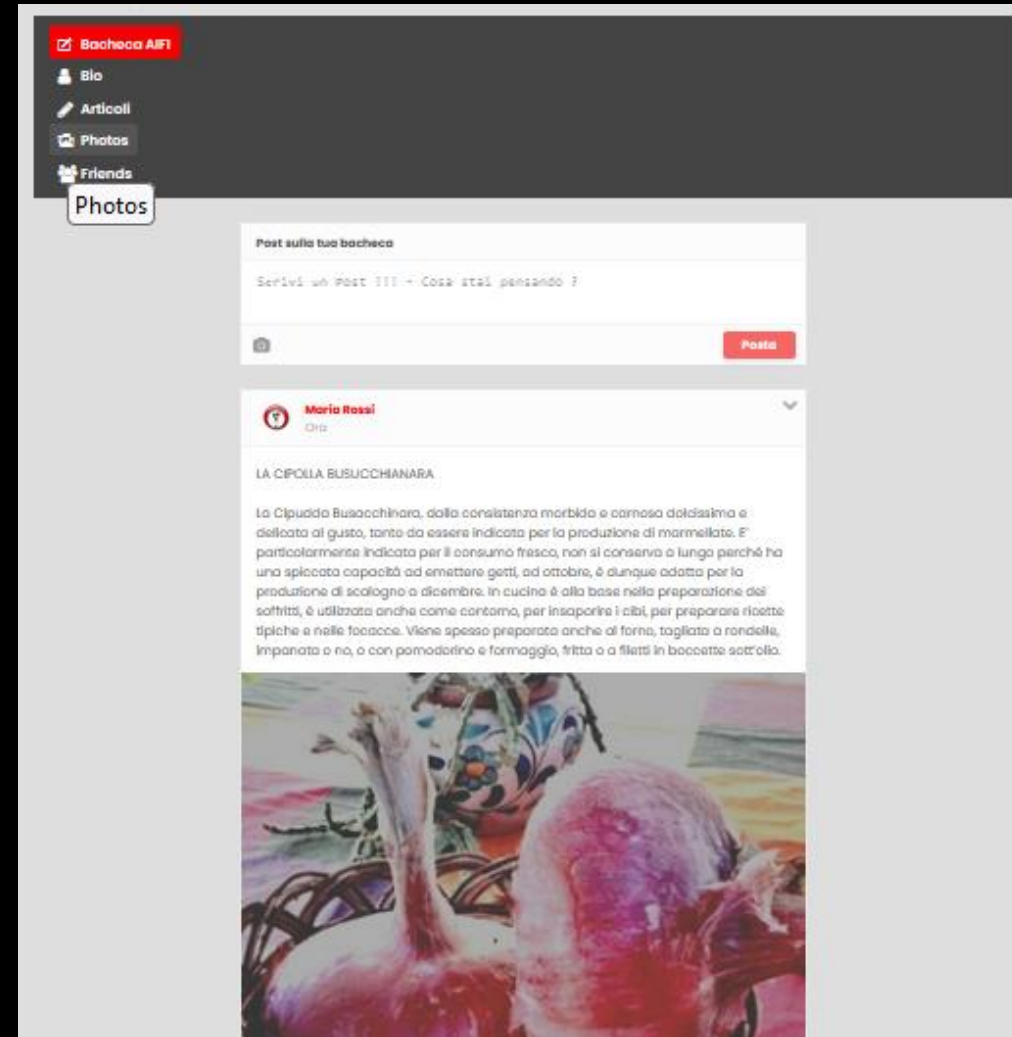 Bacheca AIFI
Bio
Articoli
Photos
Friends
Photos
Post sulla tua bacheca
Scrivi un Post !!! - Cosa stai pensando ?
Posta
Mario Rossi
Ora
LA CIPOLLA BUSUCCHIANARA
La Cipudda Busacchinara, dalla consistenza morbida e carnosa dolcissima e
delicata al gusto, tanto da essere indicata per la produzione di marmellate. E'
particolarmente indicata per il consumo fresco, non si conserva a lungo perché ha
una spiccata capacità ad emettere getti, ad ottobre, è dunque adatta per la
produzione di scalogno a dicembre. In cucina è alla base nella preparazione dei
soffritti, è utilizzata anche come contorno, per insaporire i cibi, per preparare ricette
tipiche e nelle focacce. Viene spesso preparata anche al forno, tagliata a rondelle,
impanata o no, o con pomodorino e formaggio, fritta o a filetti in boccette sott'olio.